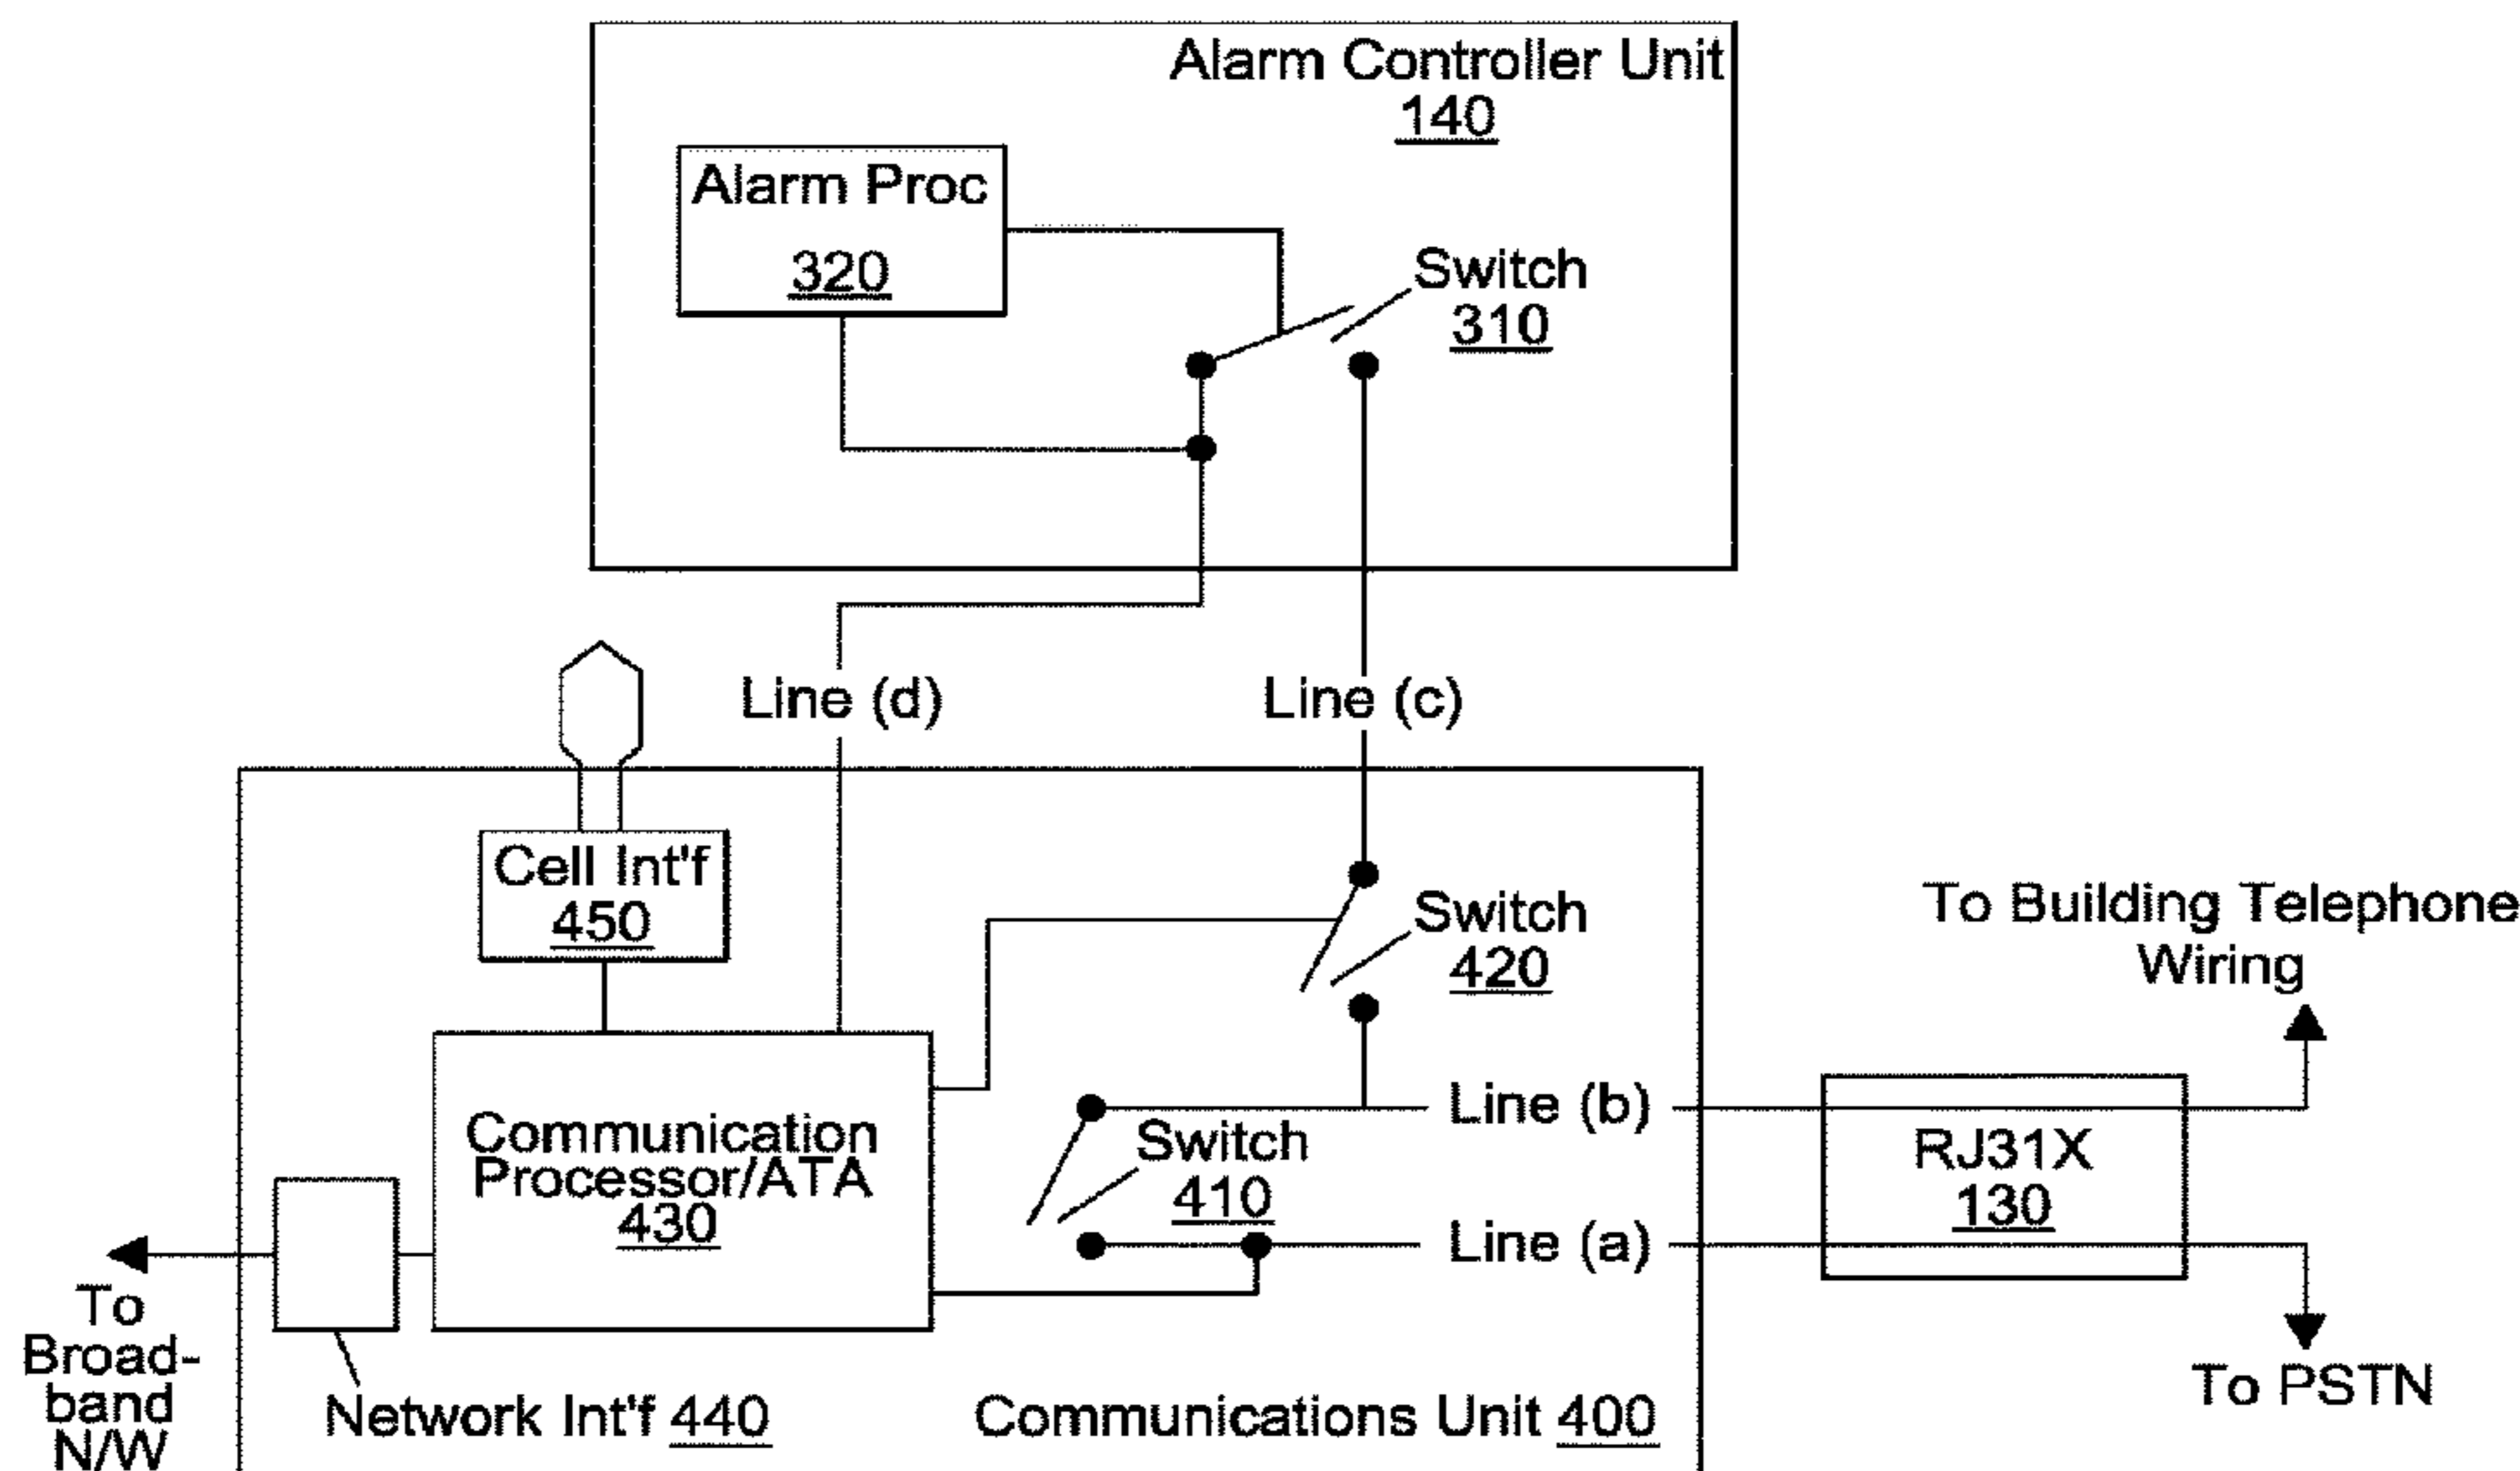 Alarm Controller Unit
140
Alarm Proc
320
Switch
310
Line (d)
Line (c)
Cell Int'f
450
Switch
420
To Building Telephone
Wiring
Communication
Processor/ATA
430
Switch
410
Line (b)
Line (a)
RJ31X
130
To
Broad-
band
N/W
Network Int'f 440
Communications Unit 400
To PSTN